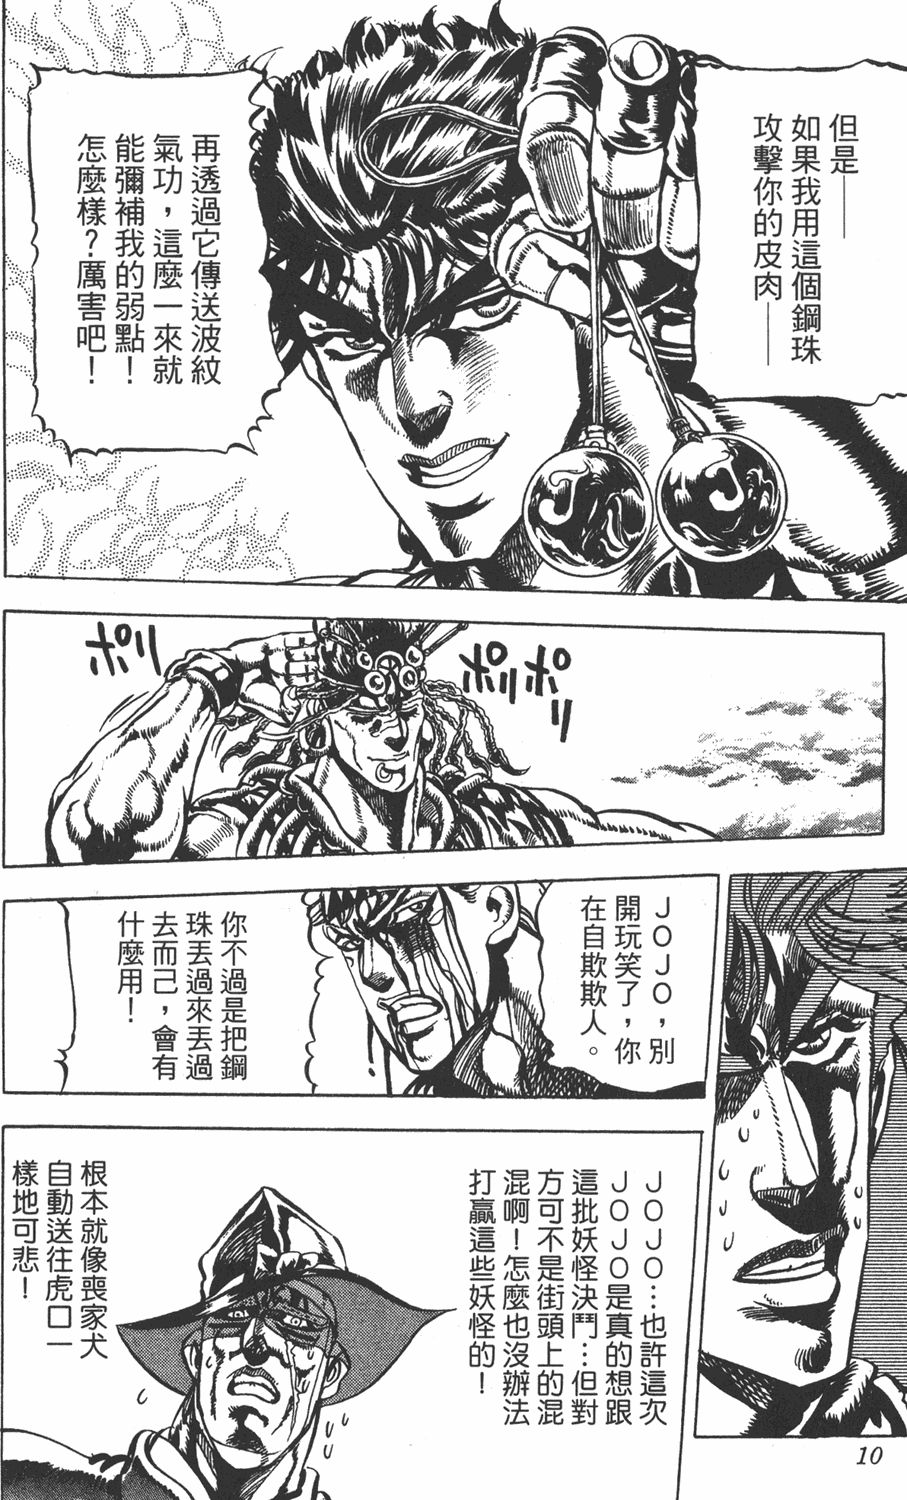 但是——
如果我用這個鋼珠
攻擊你的皮肉——
再透過它傳送波紋
氣功，這麼一來就
能彌補我的弱點！
怎麼樣？厲害吧！
ポリポリ
ポリ
JOJO，別
開玩笑了，你
在自欺欺人。
你不過是把鋼
珠丟過來丟過
去而已，會有
什麼用！
JOJO…也許這次
JOJO是真的想跟
這批妖怪決鬥…但對
方可不是街頭上的混
混啊！怎麼也沒辦法
打贏這些妖怪的！
根本就像喪家犬
自動送往虎口一
樣地可悲！
J
J
10